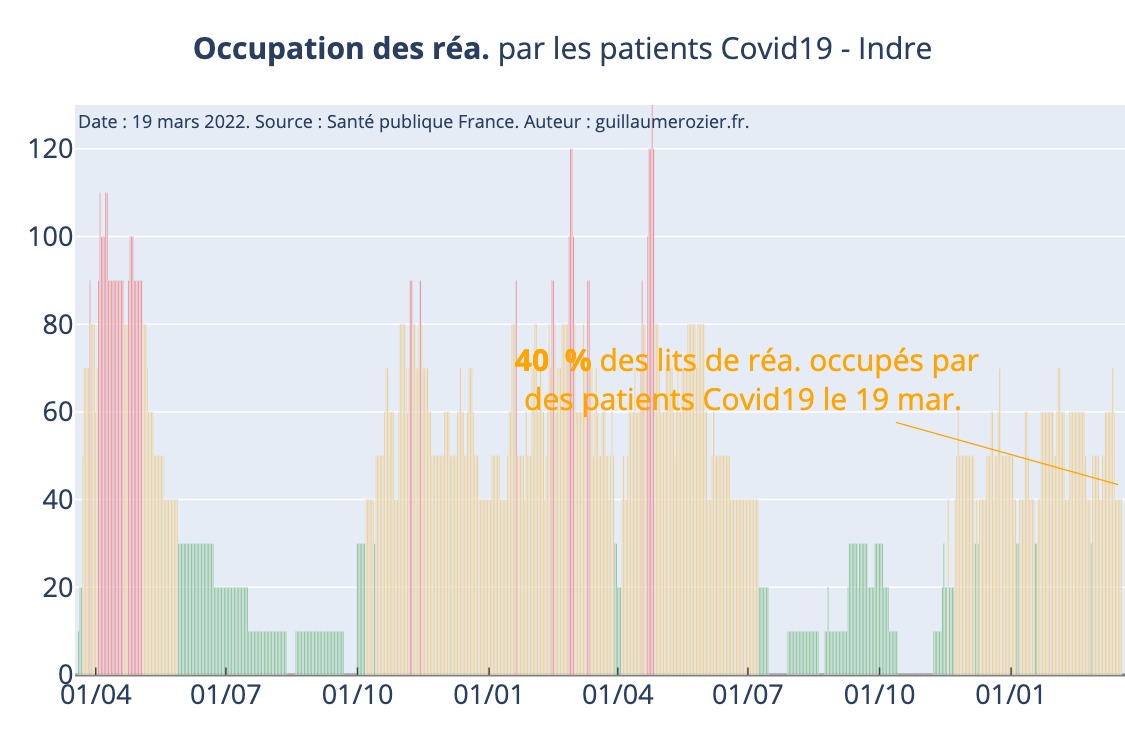 Occupation des réa. par les patients Covid19 - Indre
Date : 19 mars 2022. Source : Santé publique France. Auteur : guillaumerozier.fr.
120
100
80
40 % des lits de réa. occupés par
des patients Covid19 le 19 mar.
60
40
20
0
01/04 01/07 01/10 01/01 01/04 01/07 01/10 01/01